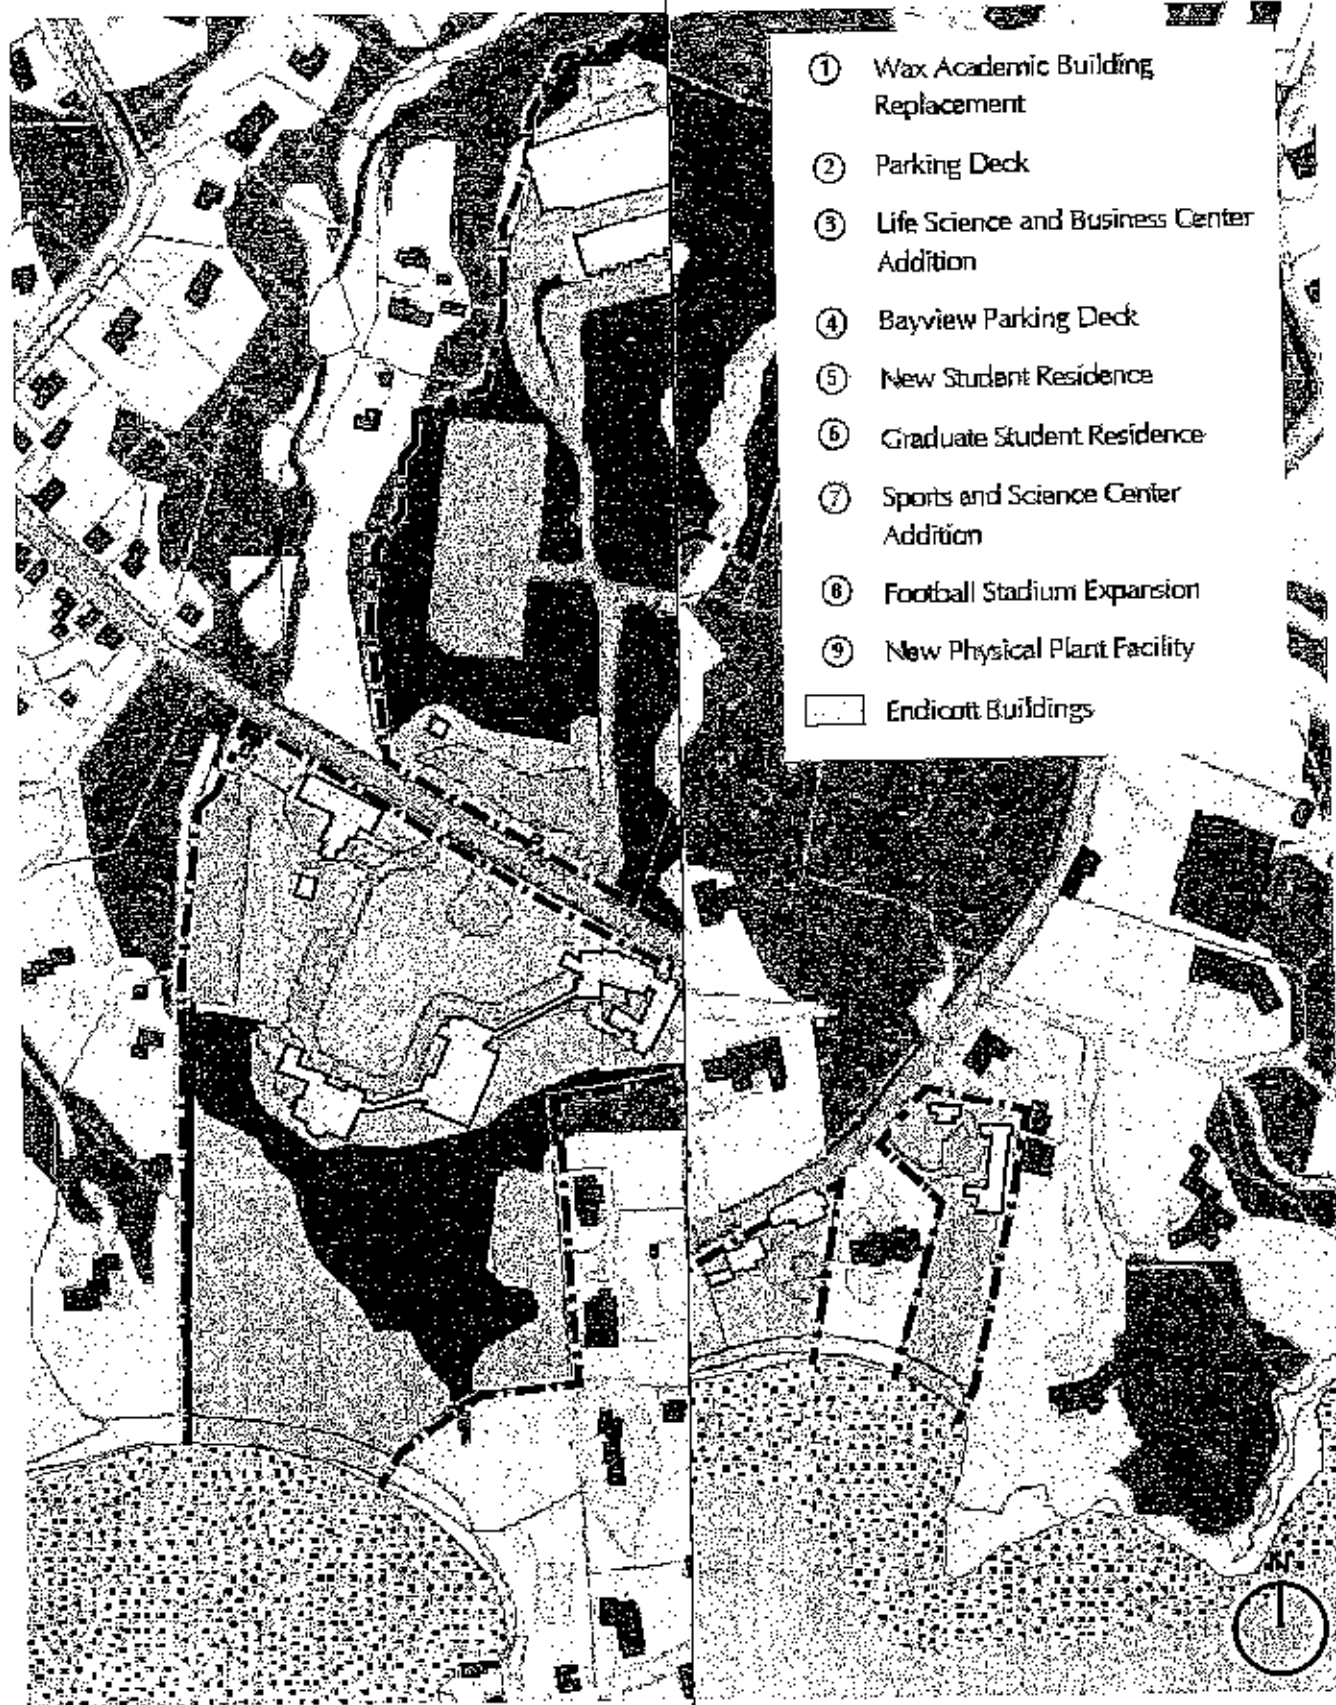 ① Wax Academic Building
Replacement
② Parking Deck
③ Life Science and Business Center
Addition
④ Bayview Parking Deck
⑤ New Student Residence
⑥ Graduate Student Residence
⑦ Sports and Science Center
Addition
⑧ Football Stadium Expansion
⑨ New Physical Plant Facility
Endicott Buildings
N